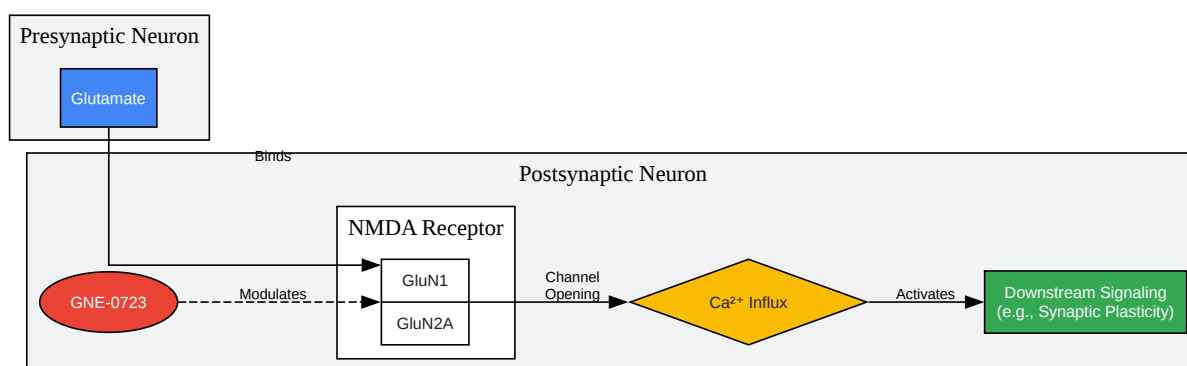 Presynaptic Neuron
Glutamate
Binds
Postsynaptic Neuron
NMDA Receptor
GluN1
GluN2A
GNE-0723
Modulates
Channel
Opening
Ca²⁺ Influx
Activates
Downstream Signaling
(e.g., Synaptic Plasticity)